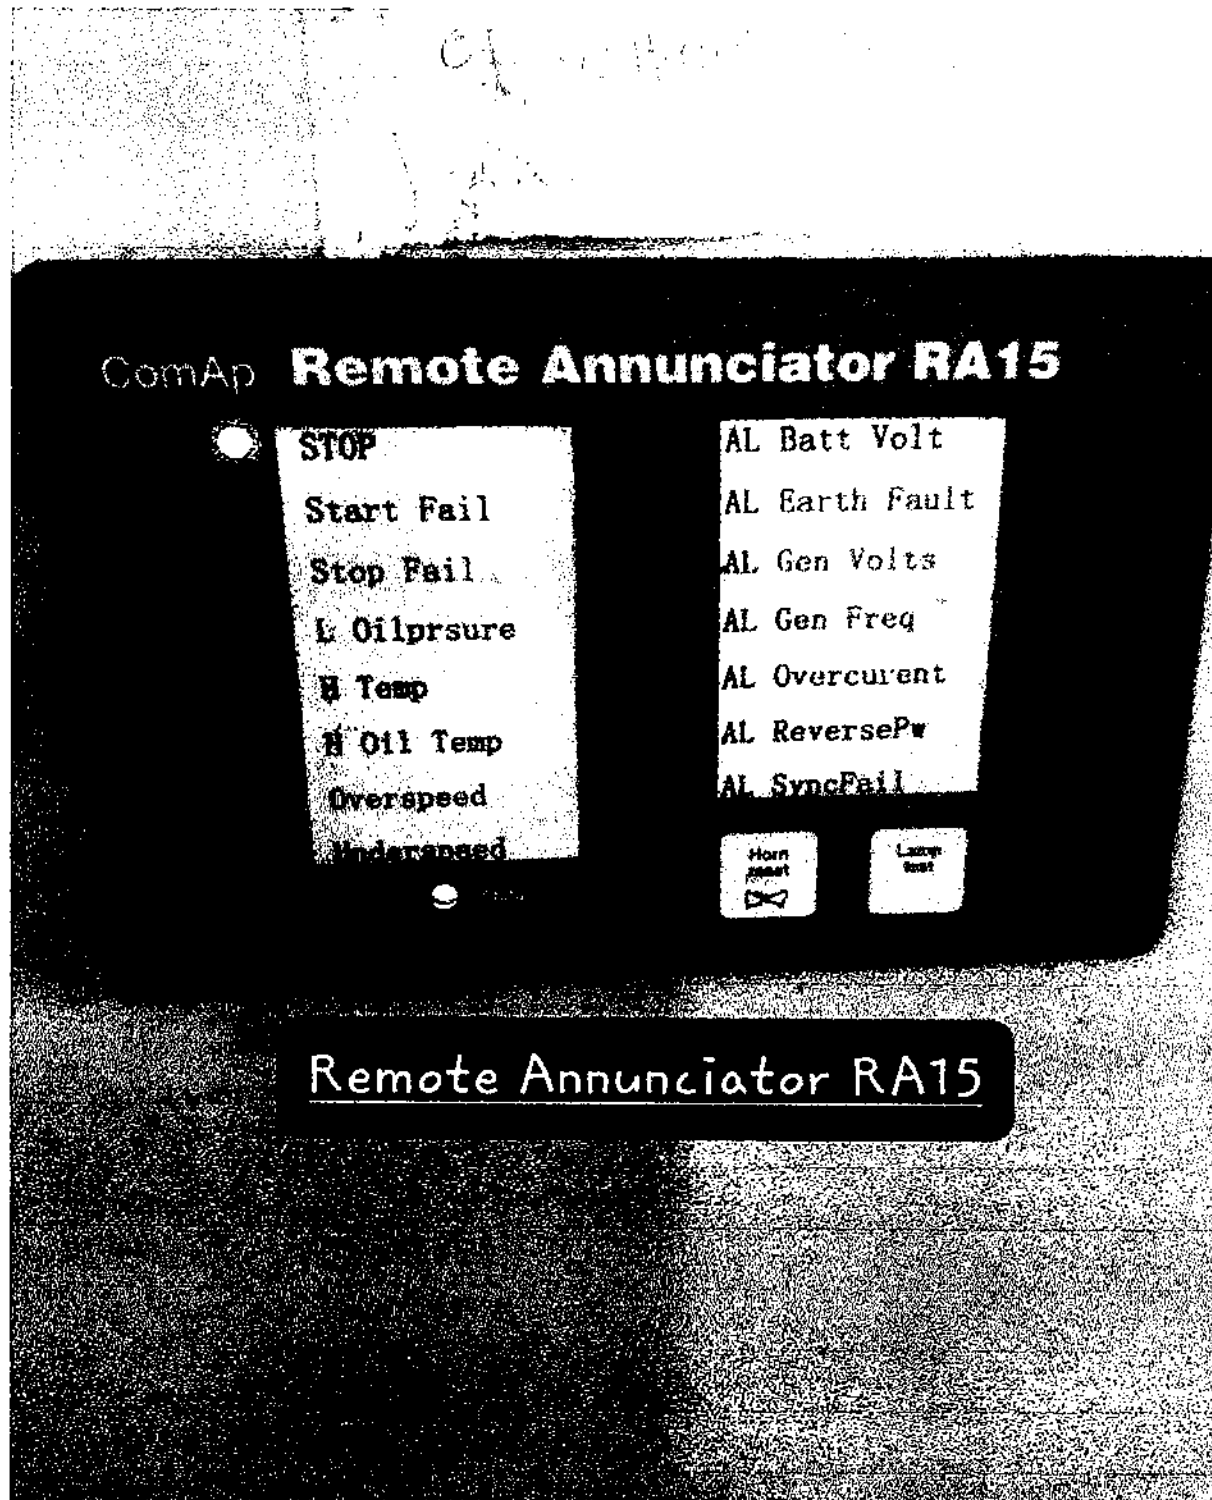 ComAp Remote Annunciator RA15
STOP
Start Fail
Stop Fail
L Oilprsure
H Temp
H Oil Temp
Overspeed
Underspeed
AL Batt Volt
AL Earth Fault
AL Gen Volts
AL Gen Freq
AL Overcurent
AL ReversePw
AL SyncFail
Horn
reset
Lamp
test
Remote Annunciator RA15